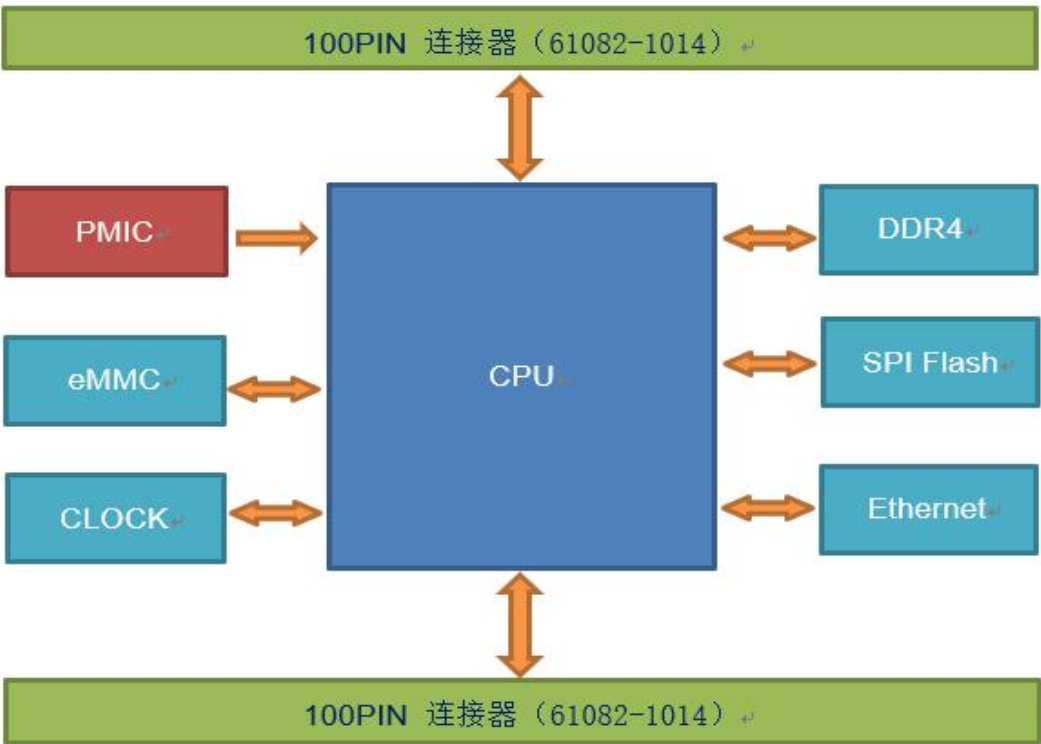 100PIN 连接器（61082-1014）
PMIC
DDR4
eMMC
CPU
SPI Flash
CLOCK
Ethernet
100PIN 连接器（61082-1014）